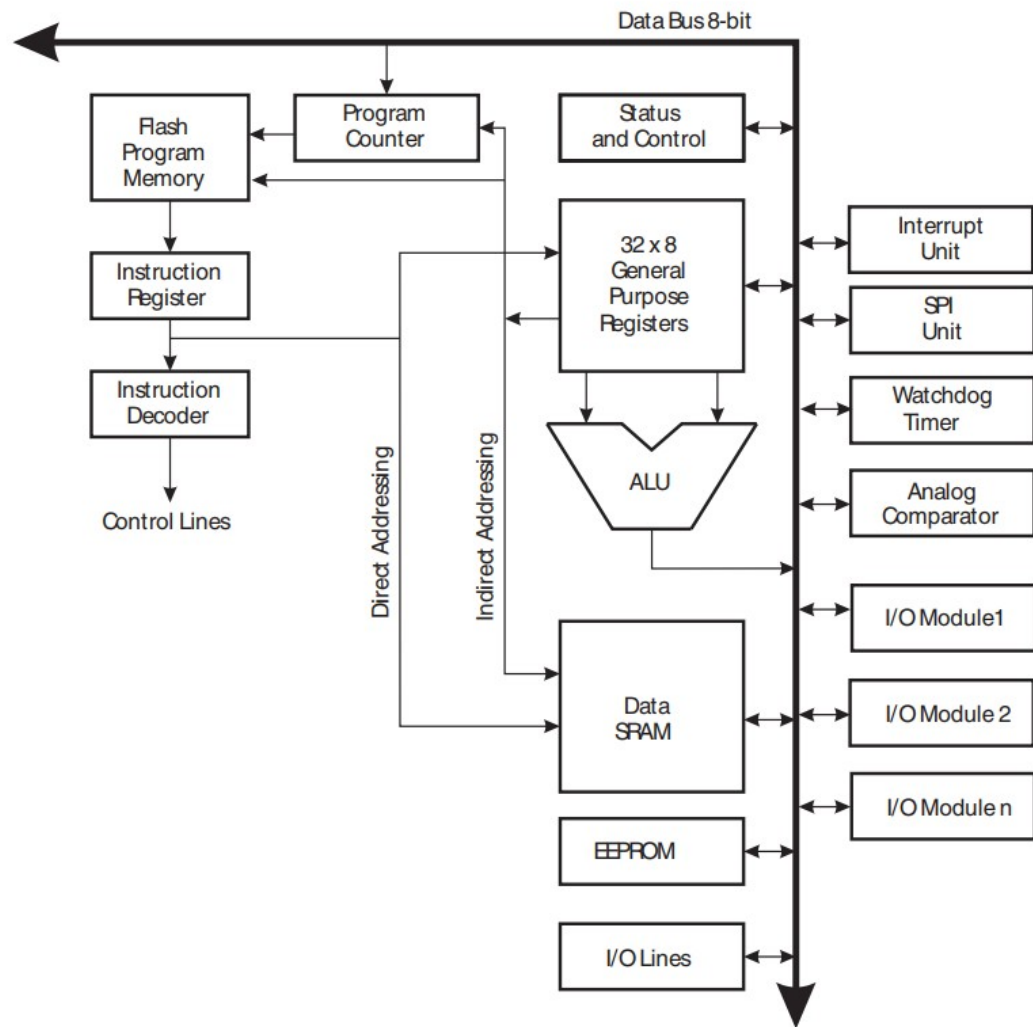 Data Bus 8-bit
Flash
Program
Memory
Program
Counter
Status
and Control
32 x 8
General
Purpose
Registers
Interrupt
Unit
Instruction
Register
SPI
Unit
Instruction
Decoder
Watchdog
Timer
Control Lines
Direct Addressing
Indirect Addressing
ALU
Analog
Comparator
I/O Module1
Data
SRAM
I/O Module 2
I/O Module n
EEPROM
I/O Lines